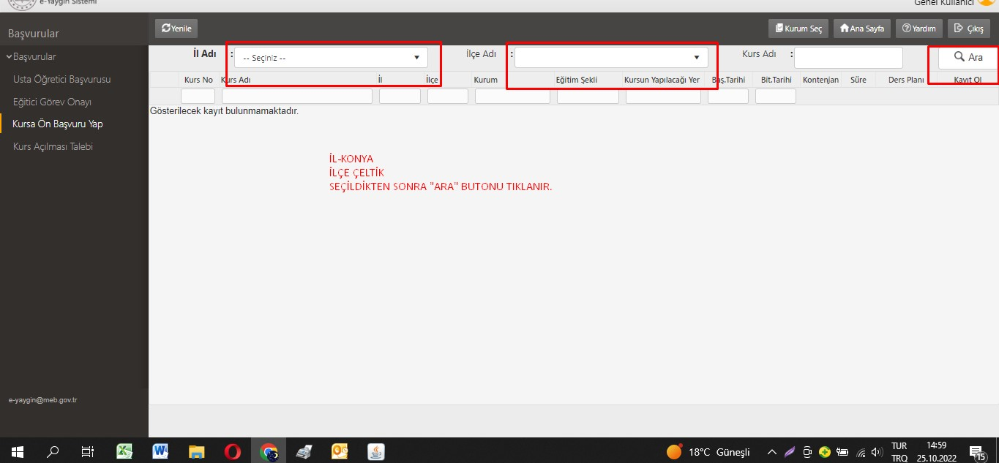 e-Yaygın Sistemi
Genel Kullanıcı
Başvurular
Yenile
Kurum Seç
Ana Sayfa
Yardım
Çıkış
Başvurular
Usta Öğretici Başvurusu
Eğitici Görev Onayı
Kursa Ön Başvuru Yap
Kurs Açılması Talebi
İl Adı : -- Seçiniz -- İlçe Adı : Kurs Adı : Ara
Kurs No Kurs Adı İl İlçe Kurum Eğitim Şekli Kursun Yapılacağı Yer Baş.Tarihi Bit.Tarihi Kontenjan Süre Ders Planı Kayıt Ol
Gösterilecek kayıt bulunmamaktadır.
İL-KONYA
İLÇE ÇELTİK
SEÇİLDİKTEN SONRA "ARA" BUTONU TIKLANIR.
e-yaygin@meb.gov.tr
18°C Güneşli
TUR
TRQ
14:59
25.10.2022
15